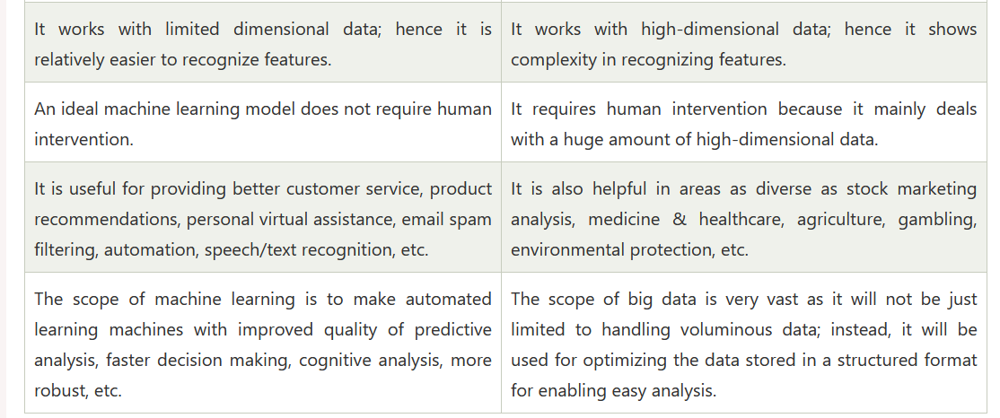 It works with limited dimensional data; hence it is
relatively easier to recognize features.
It works with high-dimensional data; hence it shows
complexity in recognizing features.
An ideal machine learning model does not require human
intervention.
It requires human intervention because it mainly deals
with a huge amount of high-dimensional data.
It is useful for providing better customer service, product
recommendations, personal virtual assistance, email spam
filtering, automation, speech/text recognition, etc.
It is also helpful in areas as diverse as stock marketing
analysis, medicine & healthcare, agriculture, gambling,
environmental protection, etc.
The scope of machine learning is to make automated
learning machines with improved quality of predictive
analysis, faster decision making, cognitive analysis, more
robust, etc.
The scope of big data is very vast as it will not be just
limited to handling voluminous data; instead, it will be
used for optimizing the data stored in a structured format
for enabling easy analysis.